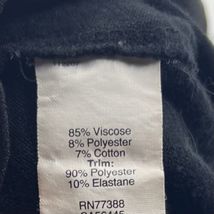 85% Viscose
8% Polyester
7% Cotton
Trim:
90% Polyester
10% Elastane
RN77388